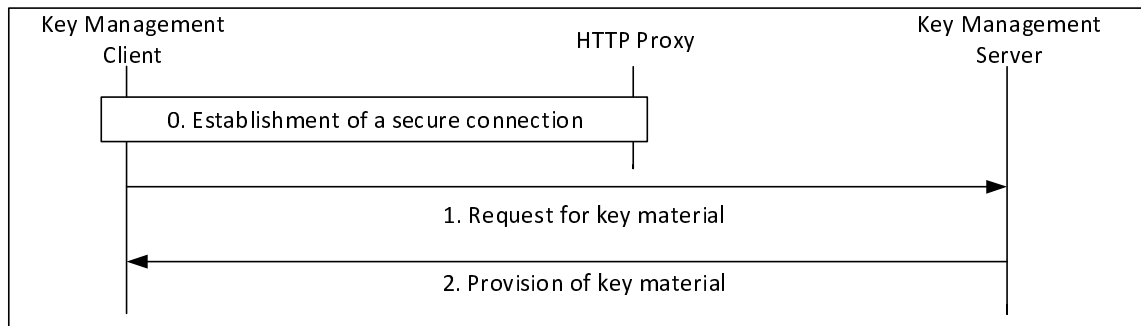 Key Management
Client
HTTP Proxy
Key Management
Server
0. Establishment of a secure connection
1. Request for key material
2. Provision of key material